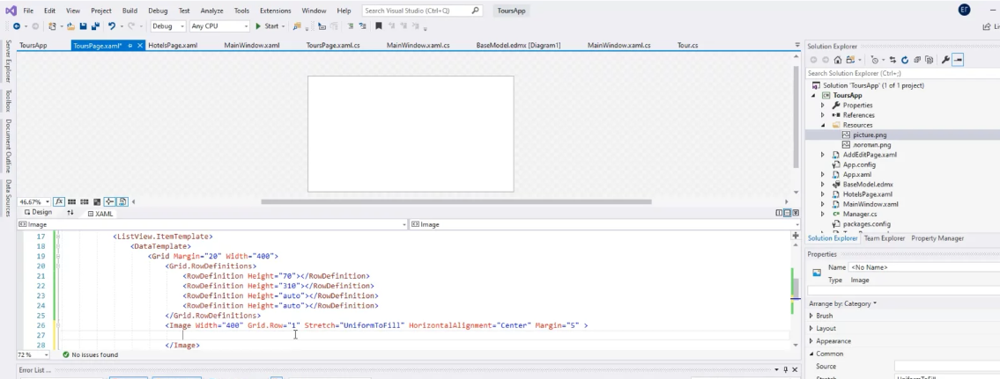 File Edit View Project Build Debug Test Analyze Tools Extensions Window Help Search Visual Studio (Ctrl+Q) ToursApp ЕГ
Debug Any CPU Start
ToursApp ToursPage.xaml* HotelsPage.xaml MainWindow.xaml ToursPage.xaml.cs MainWindow.xaml.cs BaseModel.edmx [Diagram1] MainWindow.xaml.cs Tour.cs
Server Explorer
Toolbox
Document Outline
Data Sources
46.67%
Design XAML
Image Image
17 <ListView.ItemTemplate>
18 <DataTemplate>
19 <Grid Margin="20" Width="400">
20 <Grid.RowDefinitions>
21 <RowDefinition Height="70"></RowDefinition>
22 <RowDefinition Height="310"></RowDefinition>
23 <RowDefinition Height="auto"></RowDefinition>
24 <RowDefinition Height="auto"></RowDefinition>
25 </Grid.RowDefinitions>
26 <Image Width="400" Grid.Row="1" Stretch="UniformToFill" HorizontalAlignment="Center" Margin="5" >
27
28 </Image>
72 % No issues found
Error List ...
Solution Explorer
Search Solution Explorer (Ctrl+;)
Solution 'ToursApp' (1 of 1 project)
ToursApp
Properties
References
Resources
picture.png
логотип.png
AddEditPage.xaml
App.config
App.xaml
BaseModel.edmx
HotelsPage.xaml
MainWindow.xaml
Manager.cs
packages.config
Solution Explorer Team Explorer Property Manager
Properties
Name <No Name>
Type Image
Arrange by: Category
Brush
Layout
Appearance
Common
Source